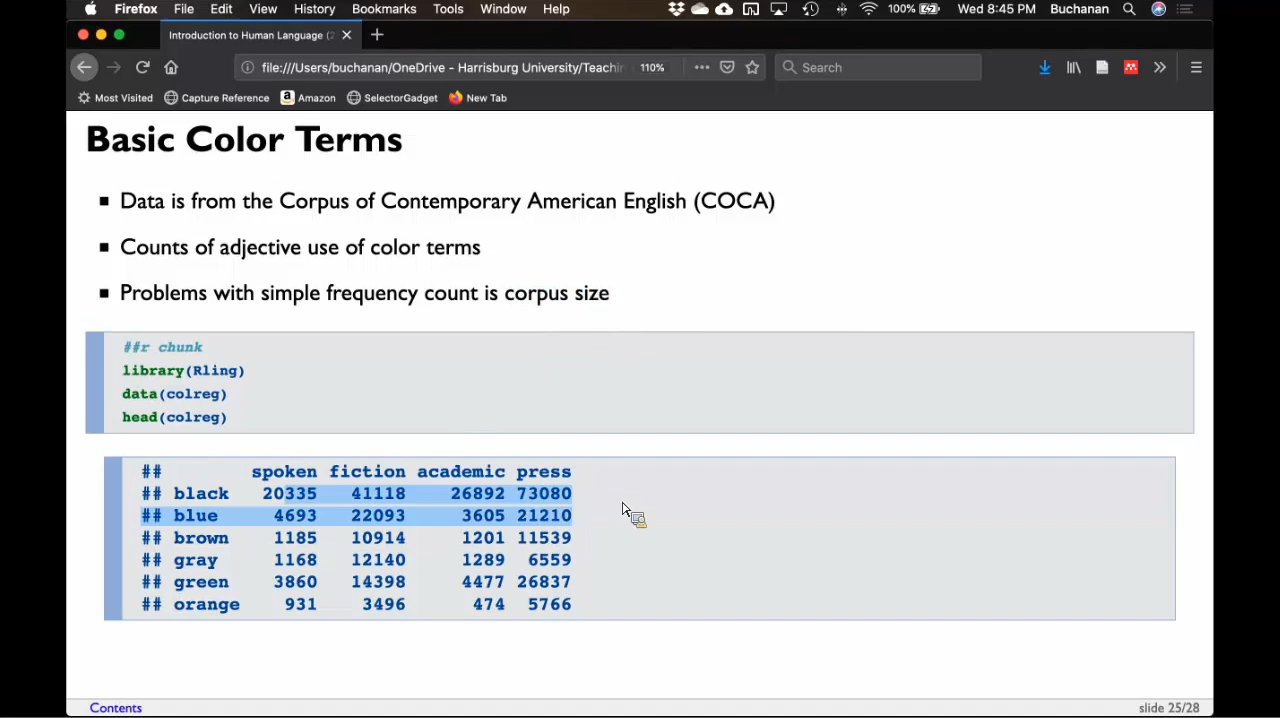 Firefox File Edit View History Bookmarks Tools Window Help 100% Wed 8:45 PM Buchanan
Introduction to Human Language (
file:///Users/buchanan/OneDrive - Harrisburg University/Teachin 110% Search
Most Visited Capture Reference Amazon SelectorGadget New Tab
Basic Color Terms
Data is from the Corpus of Contemporary American English (COCA)
Counts of adjective use of color terms
Problems with simple frequency count is corpus size
##r chunk
library(Rling)
data(colreg)
head(colreg)
## spoken fiction academic press
## black 20335 41118 26892 73080
## blue 4693 22093 3605 21210
## brown 1185 10914 1201 11539
## gray 1168 12140 1289 6559
## green 3860 14398 4477 26837
## orange 931 3496 474 5766
Contents slide 25/28